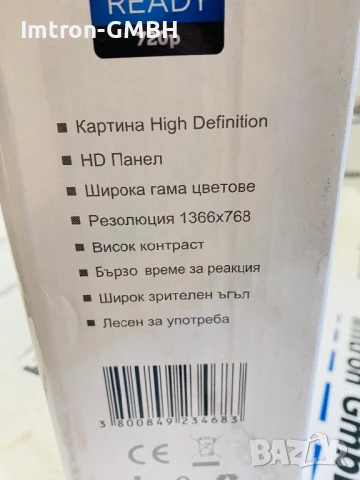 Imtron-GMBH
READY
720p
▪ Картина High Definition
▪ HD Панел
▪ Широка гама цветове
▪ Резолюция 1366x768
▪ Висок контраст
▪ Бързо време за реакция
▪ Широк зрителен ъгъл
▪ Лесен за употреба
3 800849 234683
CE